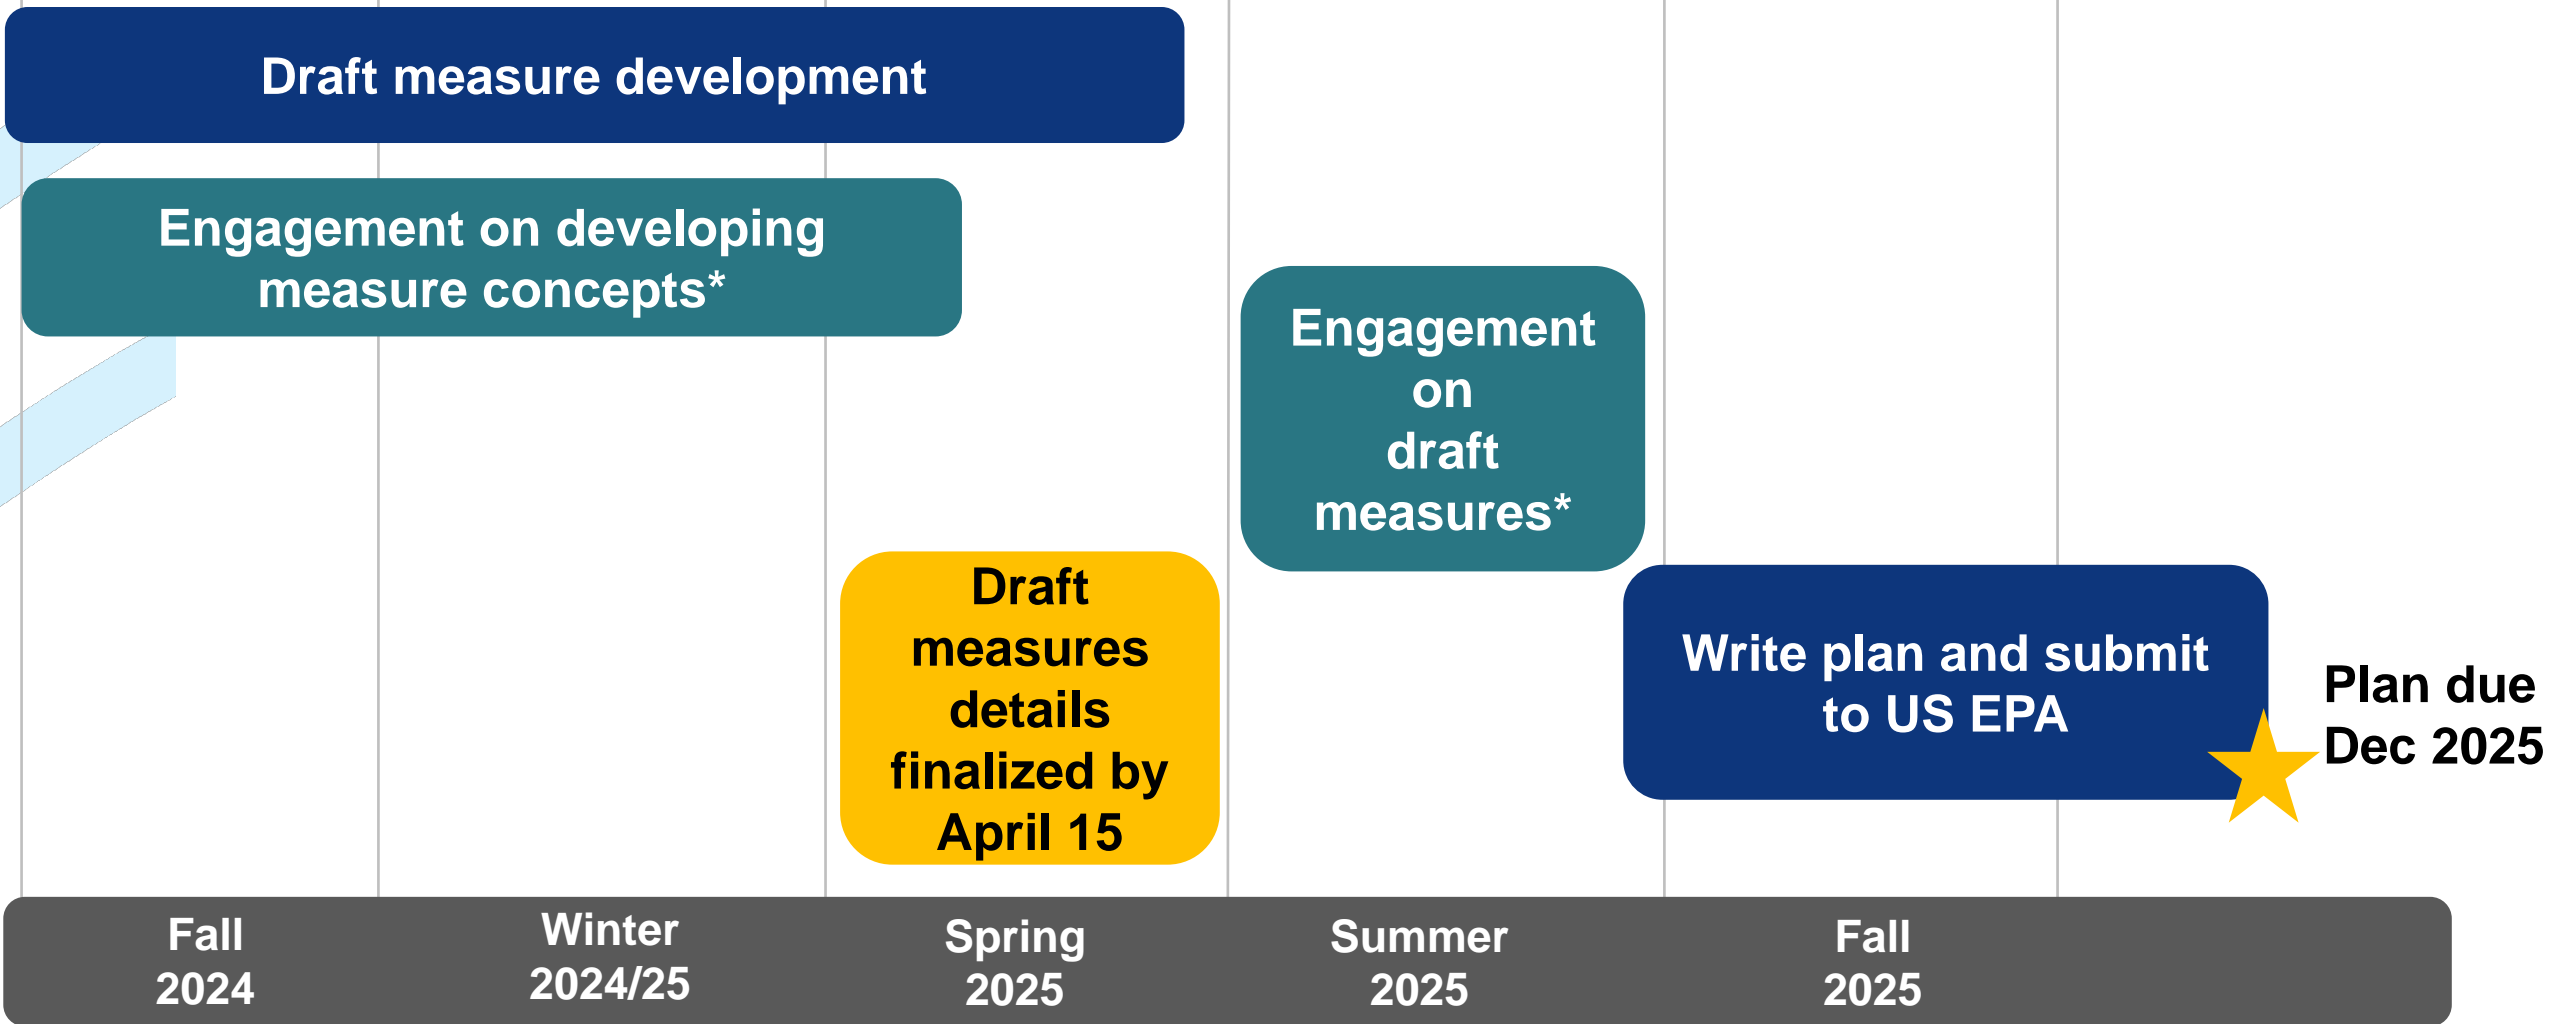 Draft measure development
Engagement on developing
measure concepts*
Engagement
on
draft
measures*
Draft
measures
details
finalized by
April 15
Write plan and submit
to US EPA
Plan due
Dec 2025
Fall
2024
Winter
2024/25
Spring
2025
Summer
2025
Fall
2025